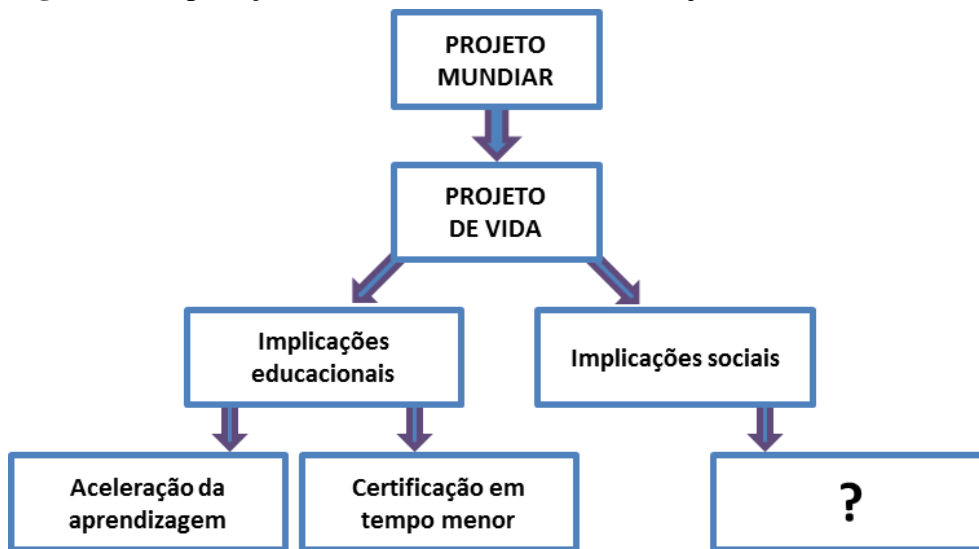 PROJETO
MUNDIAR
PROJETO
DE VIDA
Implicações
educacionais
Implicações sociais
Aceleração da
aprendizagem
Certificação em
tempo menor
?